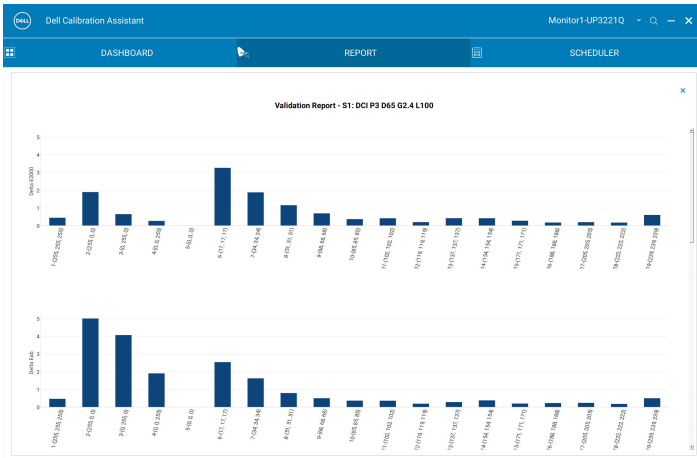 DELL Dell Calibration Assistant Monitor1-UP3221Q
DASHBOARD REPORT SCHEDULER
Validation Report - S1: DCI P3 D65 G2.4 L100
Delta E2000
5
4
3
2
1
0
1-(255, 255, 255)
2-(255, 0, 0)
3-(0, 255, 0)
4-(0, 0, 255)
5-(0, 0, 0)
6-(17, 17, 17)
7-(34, 34, 34)
8-(51, 51, 51)
9-(68, 68, 68)
10-(85, 85, 85)
11-(102, 102, 102)
12-(119, 119, 119)
13-(137, 137, 137)
14-(154, 154, 154)
15-(171, 171, 171)
16-(188, 188, 188)
17-(205, 205, 205)
18-(222, 222, 222)
19-(239, 239, 239)
Delta Eab
5
4
3
2
1
0
1-(255, 255, 255)
2-(255, 0, 0)
3-(0, 255, 0)
4-(0, 0, 255)
5-(0, 0, 0)
6-(17, 17, 17)
7-(34, 34, 34)
8-(51, 51, 51)
9-(68, 68, 68)
10-(85, 85, 85)
11-(102, 102, 102)
12-(119, 119, 119)
13-(137, 137, 137)
14-(154, 154, 154)
15-(171, 171, 171)
16-(188, 188, 188)
17-(205, 205, 205)
18-(222, 222, 222)
19-(239, 239, 239)